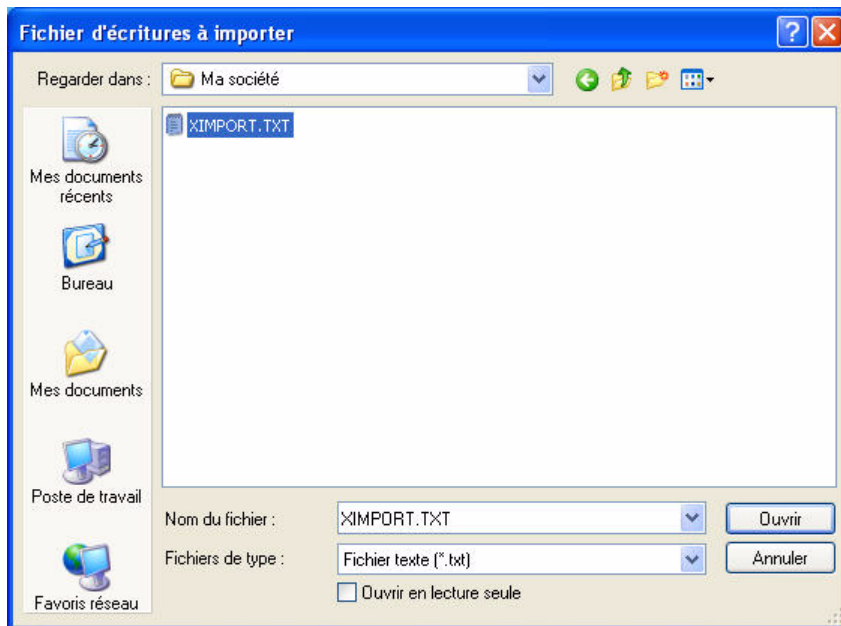 Fichier d'écritures à importer
Regarder dans :
Ma société
XIMPORT.TXT
Mes documents
récents
Bureau
Mes documents
Poste de travail
Favoris réseau
Nom du fichier :
XIMPORT.TXT
Ouvrir
Fichiers de type :
Fichier texte (*.txt)
Annuler
Ouvrir en lecture seule